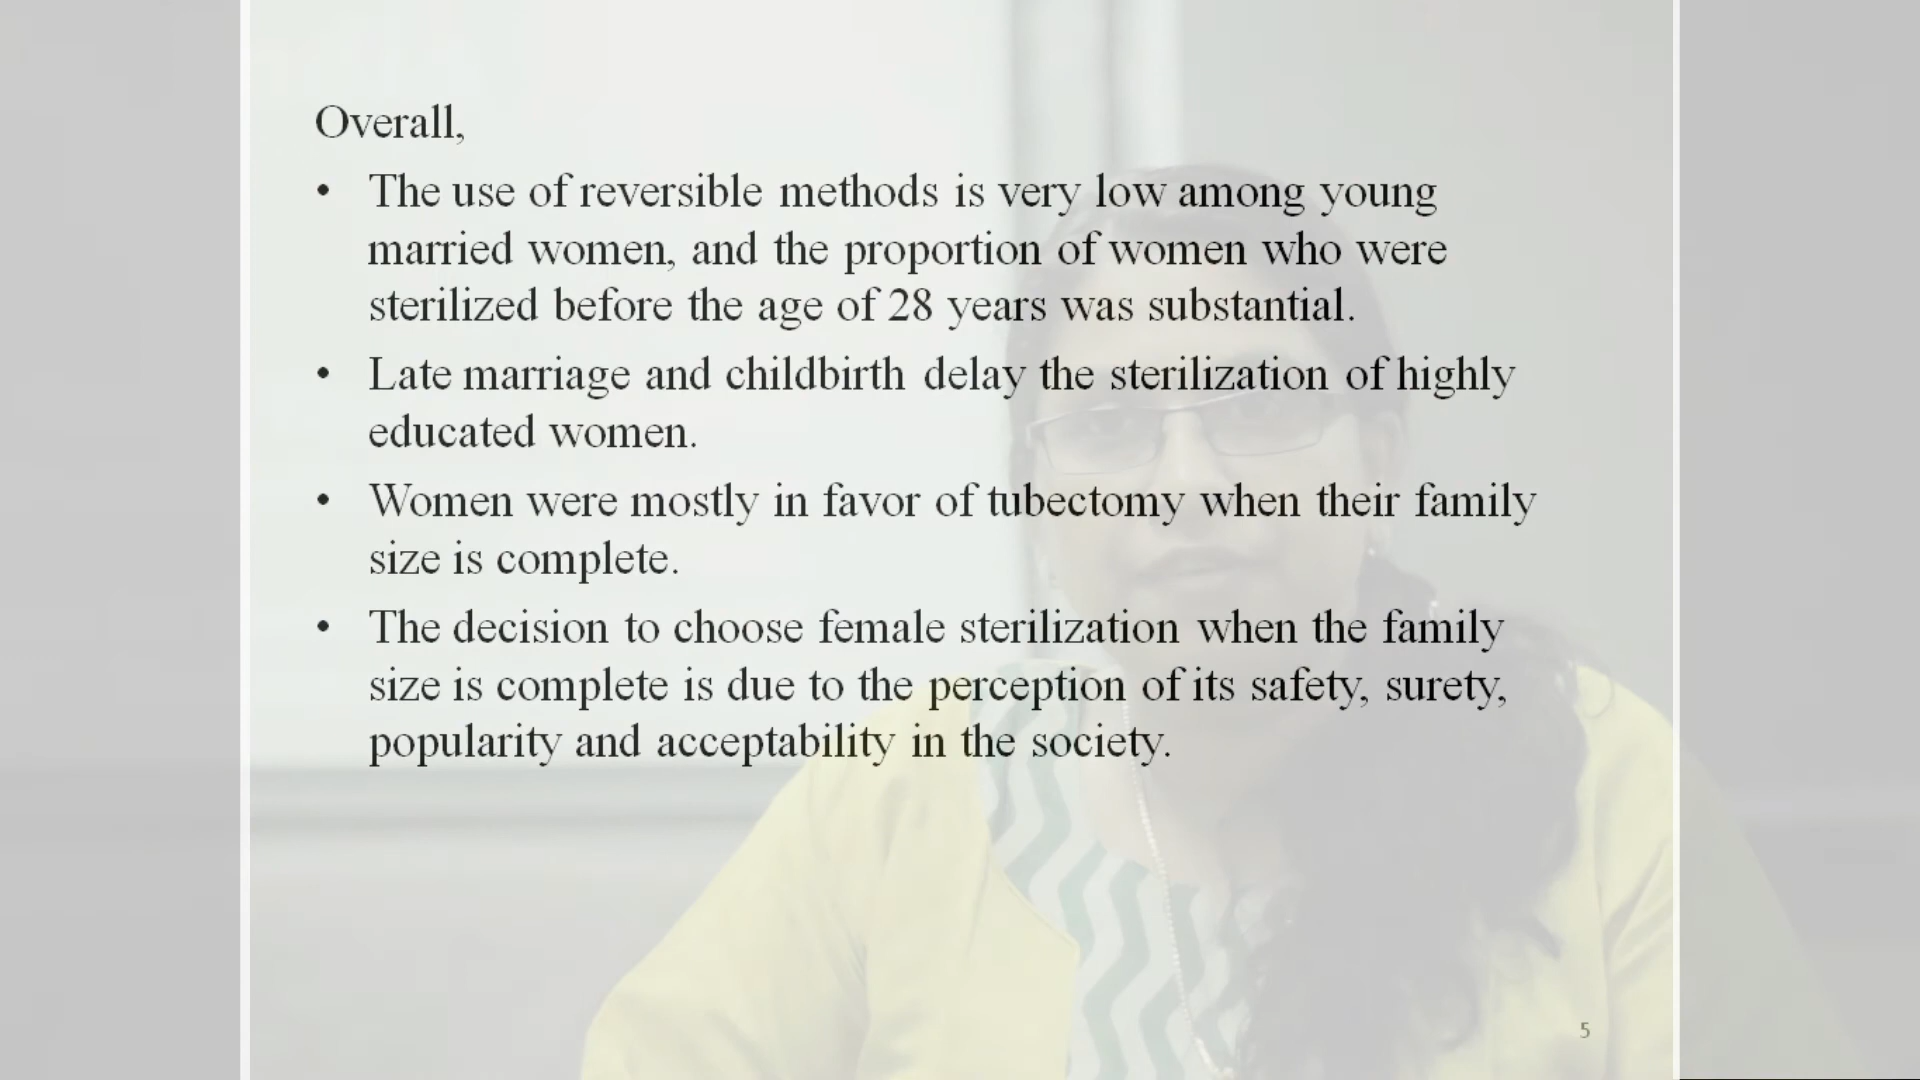 Overall,
• The use of reversible methods is very low among young
married women, and the proportion of women who were
sterilized before the age of 28 years was substantial.
• Late marriage and childbirth delay the sterilization of highly
educated women.
• Women were mostly in favor of tubectomy when their family
size is complete.
• The decision to choose female sterilization when the family
size is complete is due to the perception of its safety, surety,
popularity and acceptability in the society.
5